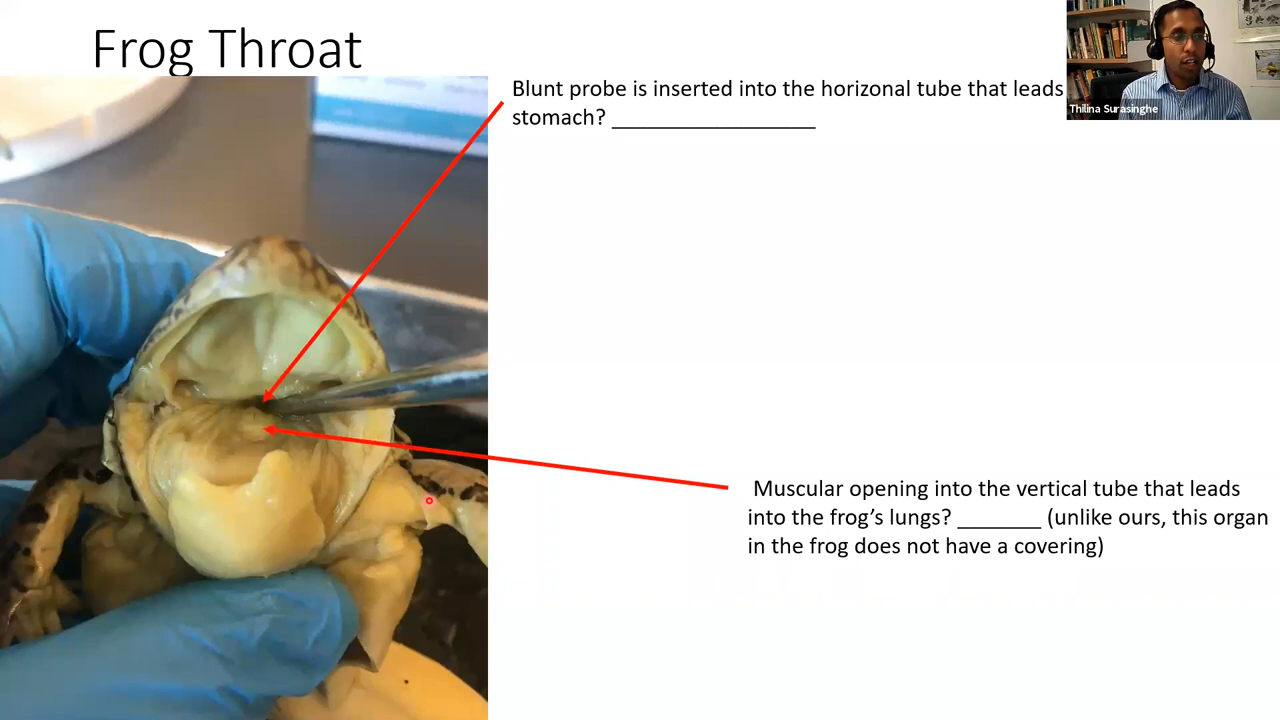 Frog Throat
Blunt probe is inserted into the horizonal tube that leads
stomach? _________________
Thilina Surasinghe
Muscular opening into the vertical tube that leads
into the frog's lungs? _______ (unlike ours, this organ
in the frog does not have a covering)